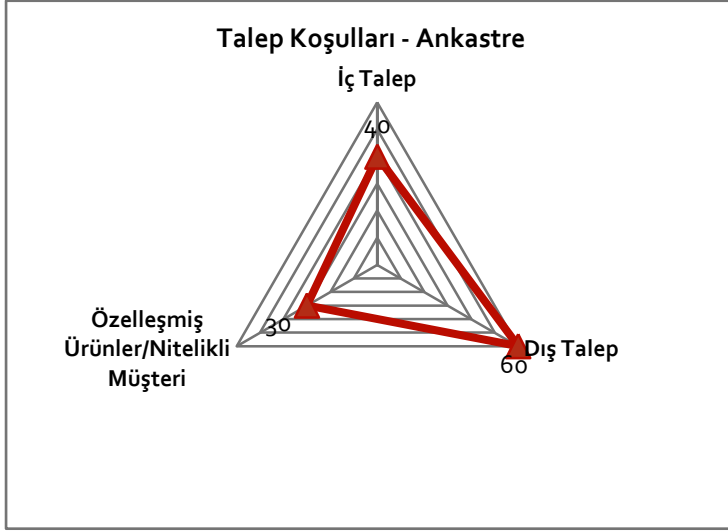 Talep Koşulları - Ankastre
İç Talep
40
Özelleşmiş
Ürünler/Nitelikli
Müşteri
30
Dış Talep
60